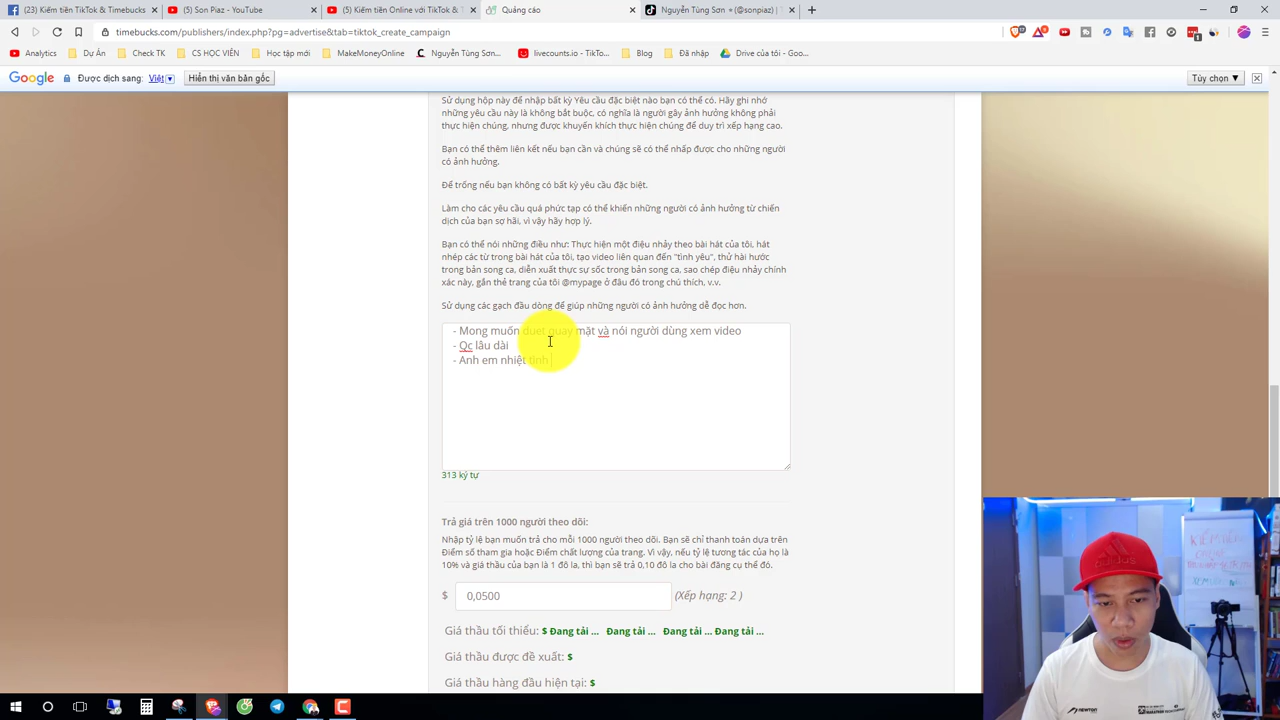 (23) Kiếm tiền TikTok & Timebucks
(5) Son Piaz - YouTube
(5) Kiếm tiền Online với TikTok & T
Quảng cáo
Nguyễn Tùng Sơn ⚬ (@sonpiaz) | T
timebucks.com/publishers/index.php?pg=advertise&tab=tiktok_create_campaign
Analytics
Dự Án
Check TK
CS HỌC VIÊN
Học tập mới
MakeMoneyOnline
Nguyễn Tùng Sơn...
livecounts.io - TikTo...
Blog
Đã nhập
Drive của tôi - Goo...
Google Được dịch sang: Việt Hiển thị văn bản gốc
Tùy chọn ▼
Sử dụng hộp này để nhập bất kỳ Yêu cầu đặc biệt nào bạn có thể có. Hãy ghi nhớ
những yêu cầu này là không bắt buộc, có nghĩa là người gây ảnh hưởng không phải
thực hiện chúng, nhưng được khuyến khích thực hiện chúng để duy trì xếp hạng cao.
Bạn có thể thêm liên kết nếu bạn cần và chúng sẽ có thể nhấp được cho những người
có ảnh hưởng.
Để trống nếu bạn không có bất kỳ yêu cầu đặc biệt.
Làm cho các yêu cầu quá phức tạp có thể khiến những người có ảnh hưởng từ chiến
dịch của bạn sợ hãi, vì vậy hãy hợp lý.
Bạn có thể nói những điều như: Thực hiện một điệu nhảy theo bài hát của tôi, hát
nhép các từ trong bài hát của tôi, tạo video liên quan đến "tình yêu", thử hài hước
trong bản song ca, diễn xuất thực sự sốc trong bản song ca, sao chép điệu nhảy chính
xác này, gắn thẻ trang của tôi @mypage ở đâu đó trong chú thích, v.v.
Sử dụng các gạch đầu dòng để giúp những người có ảnh hưởng dễ đọc hơn.
- Mong muốn duet quay mặt và nói người dùng xem video
- Qc lâu dài
- Anh em nhiệt tình
313 ký tự
Trả giá trên 1000 người theo dõi:
Nhập tỷ lệ bạn muốn trả cho mỗi 1000 người theo dõi. Bạn sẽ chỉ thanh toán dựa trên
Điểm số tham gia hoặc Điểm chất lượng của trang. Vì vậy, nếu tỷ lệ tương tác của họ là
10% và giá thầu của bạn là 1 đô la, thì bạn sẽ trả 0,10 đô la cho bài đăng cụ thể đó.
$ 0,0500 (Xếp hạng: 2 )
Giá thầu tối thiểu: $ Đang tải ... Đang tải ... Đang tải ... Đang tải ...
Giá thầu được đề xuất: $
Giá thầu hàng đầu hiện tại: $
KIẾM TIỀN
ONLINE
adidas